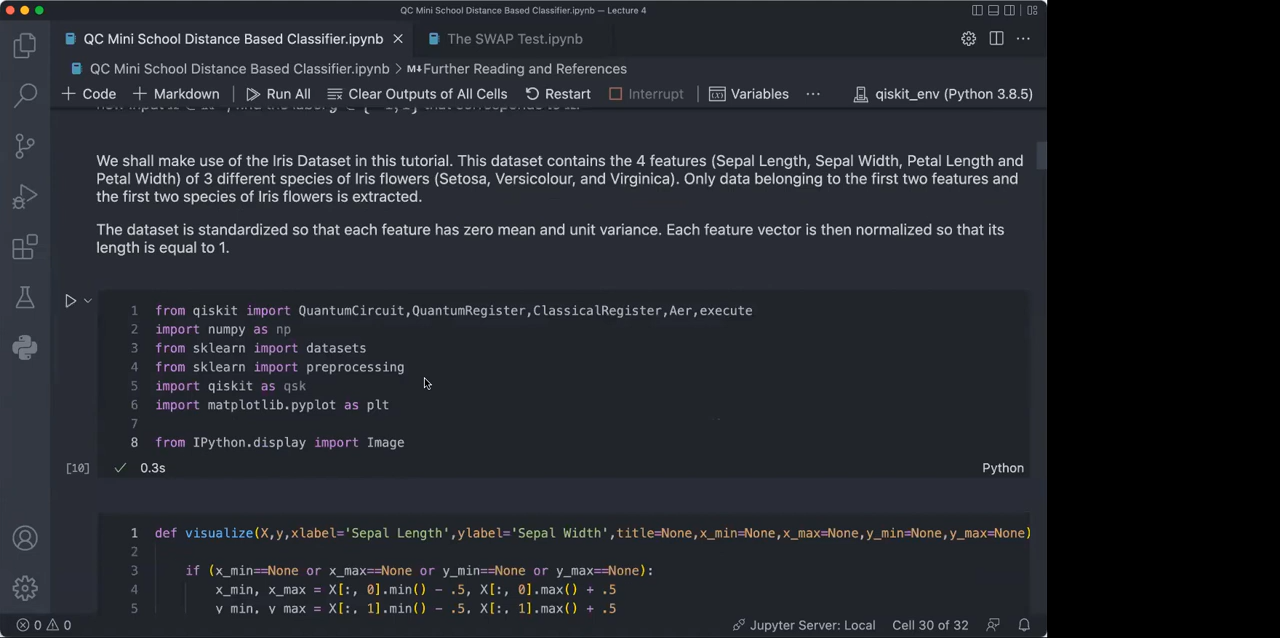 QC Mini School Distance Based Classifier.ipynb — Lecture 4
QC Mini School Distance Based Classifier.ipynb
The SWAP Test.ipynb
QC Mini School Distance Based Classifier.ipynb > M↓Further Reading and References
+ Code + Markdown Run All Clear Outputs of All Cells Restart Interrupt Variables ... qiskit_env (Python 3.8.5)
We shall make use of the Iris Dataset in this tutorial. This dataset contains the 4 features (Sepal Length, Sepal Width, Petal Length and
Petal Width) of 3 different species of Iris flowers (Setosa, Versicolour, and Virginica). Only data belonging to the first two features and
the first two species of Iris flowers is extracted.
The dataset is standardized so that each feature has zero mean and unit variance. Each feature vector is then normalized so that its
length is equal to 1.
1 from qiskit import QuantumCircuit,QuantumRegister,ClassicalRegister,Aer,execute
2 import numpy as np
3 from sklearn import datasets
4 from sklearn import preprocessing
5 import qiskit as qsk
6 import matplotlib.pyplot as plt
7
8 from IPython.display import Image
[10] ✓ 0.3s Python
1 def visualize(X,y,xlabel='Sepal Length',ylabel='Sepal Width',title=None,x_min=None,x_max=None,y_min=None,y_max=None)
2
3 if (x_min==None or x_max==None or y_min==None or y_max==None):
4 x_min, x_max = X[:, 0].min() - .5, X[:, 0].max() + .5
5 y_min, y_max = X[:, 1].min() - .5, X[:, 1].max() + .5
0 0 Jupyter Server: Local Cell 30 of 32